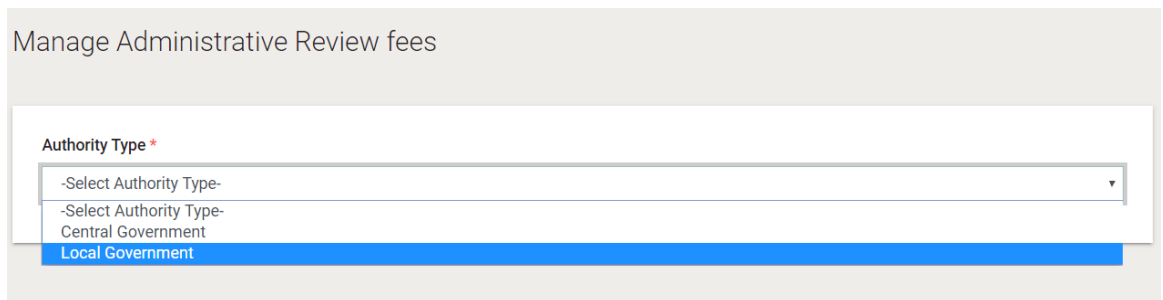 Manage Administrative Review fees
Authority Type *
-Select Authority Type-
-Select Authority Type-
Central Government
Local Government